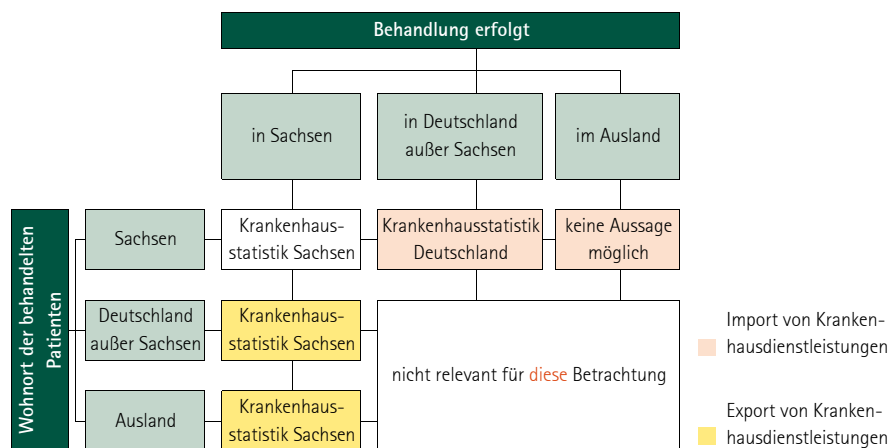 Behandlung erfolgt
in Sachsen
in Deutschland
außer Sachsen
im Ausland
Wohnort der behandelten
Patienten
Sachsen
Krankenhaus-
statistik Sachsen
Krankenhausstatistik
Deutschland
keine Aussage
möglich
Deutschland
außer Sachsen
Krankenhaus-
statistik Sachsen
nicht relevant für diese Betrachtung
Ausland
Krankenhaus-
statistik Sachsen
Import von Kranken-
hausdienstleistungen
Export von Kranken-
hausdienstleistungen